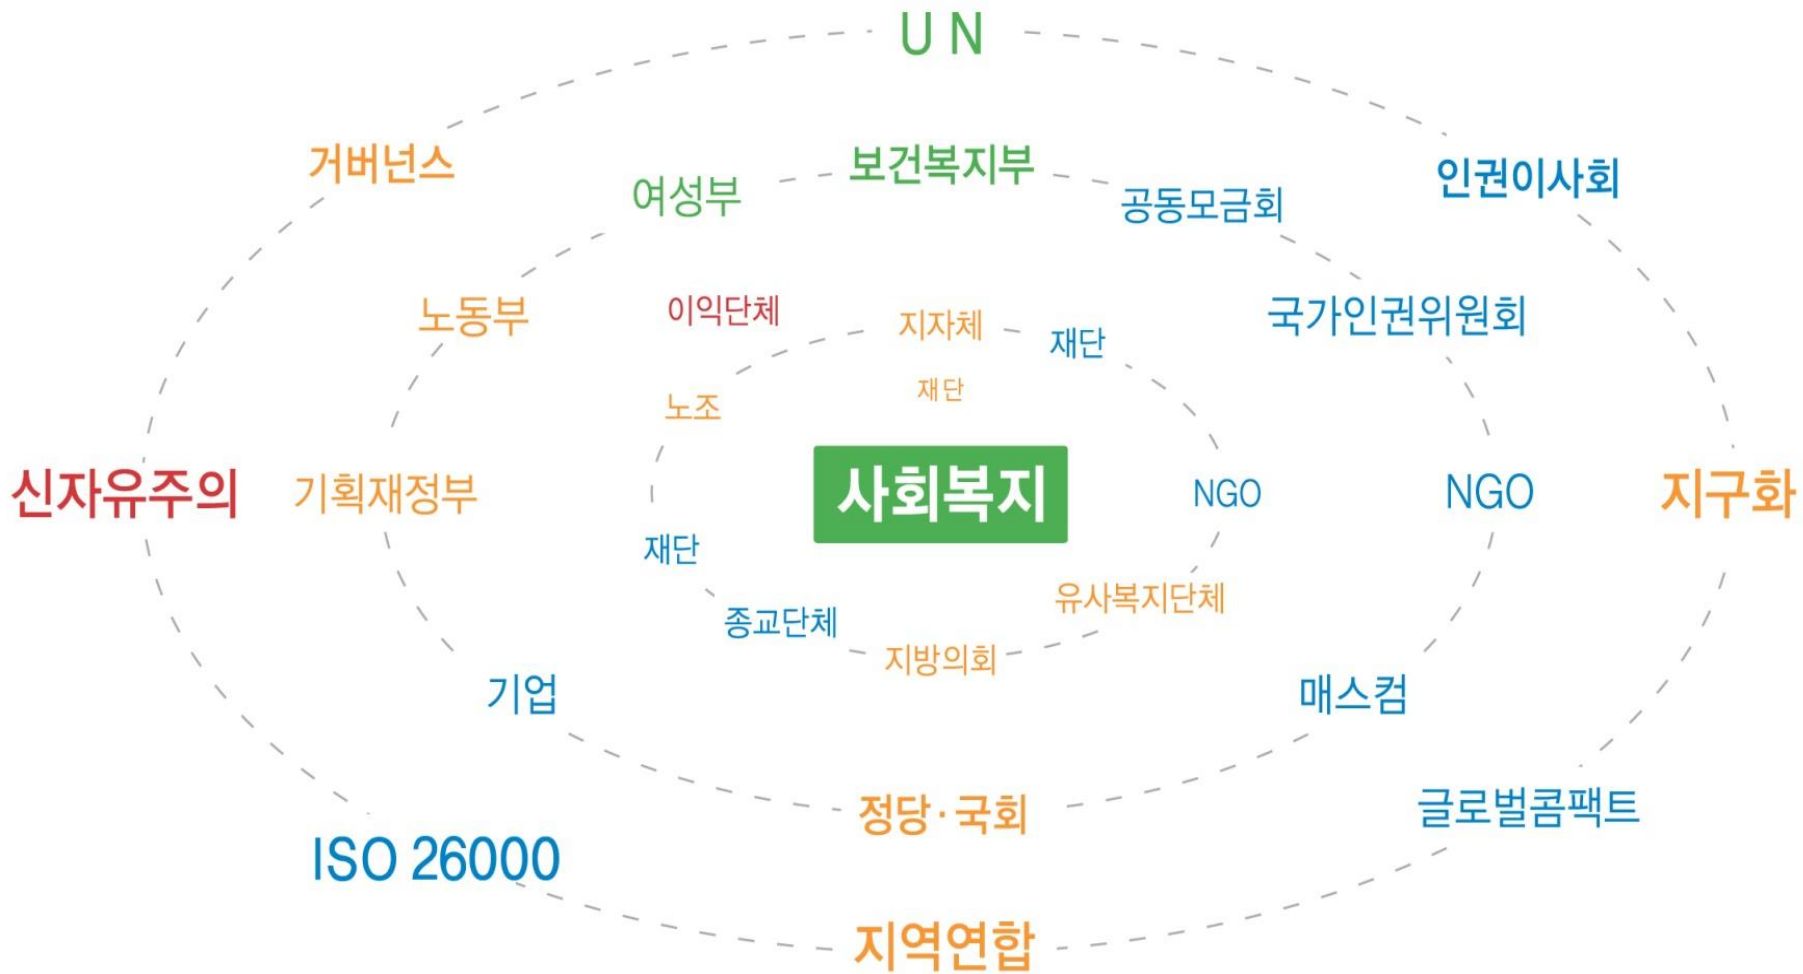 U N
거버넌스
보건복지부
인권이사회
여성부
공동모금회
노동부
이익단체
지자체
재단
국가인권위원회
재단
노조
신자유주의
기획재정부
사회복지
NGO
NGO
지구화
재단
유사복지단체
종교단체
지방의회
기업
매스컴
정당·국회
글로벌콤팩트
ISO 26000
지역연합